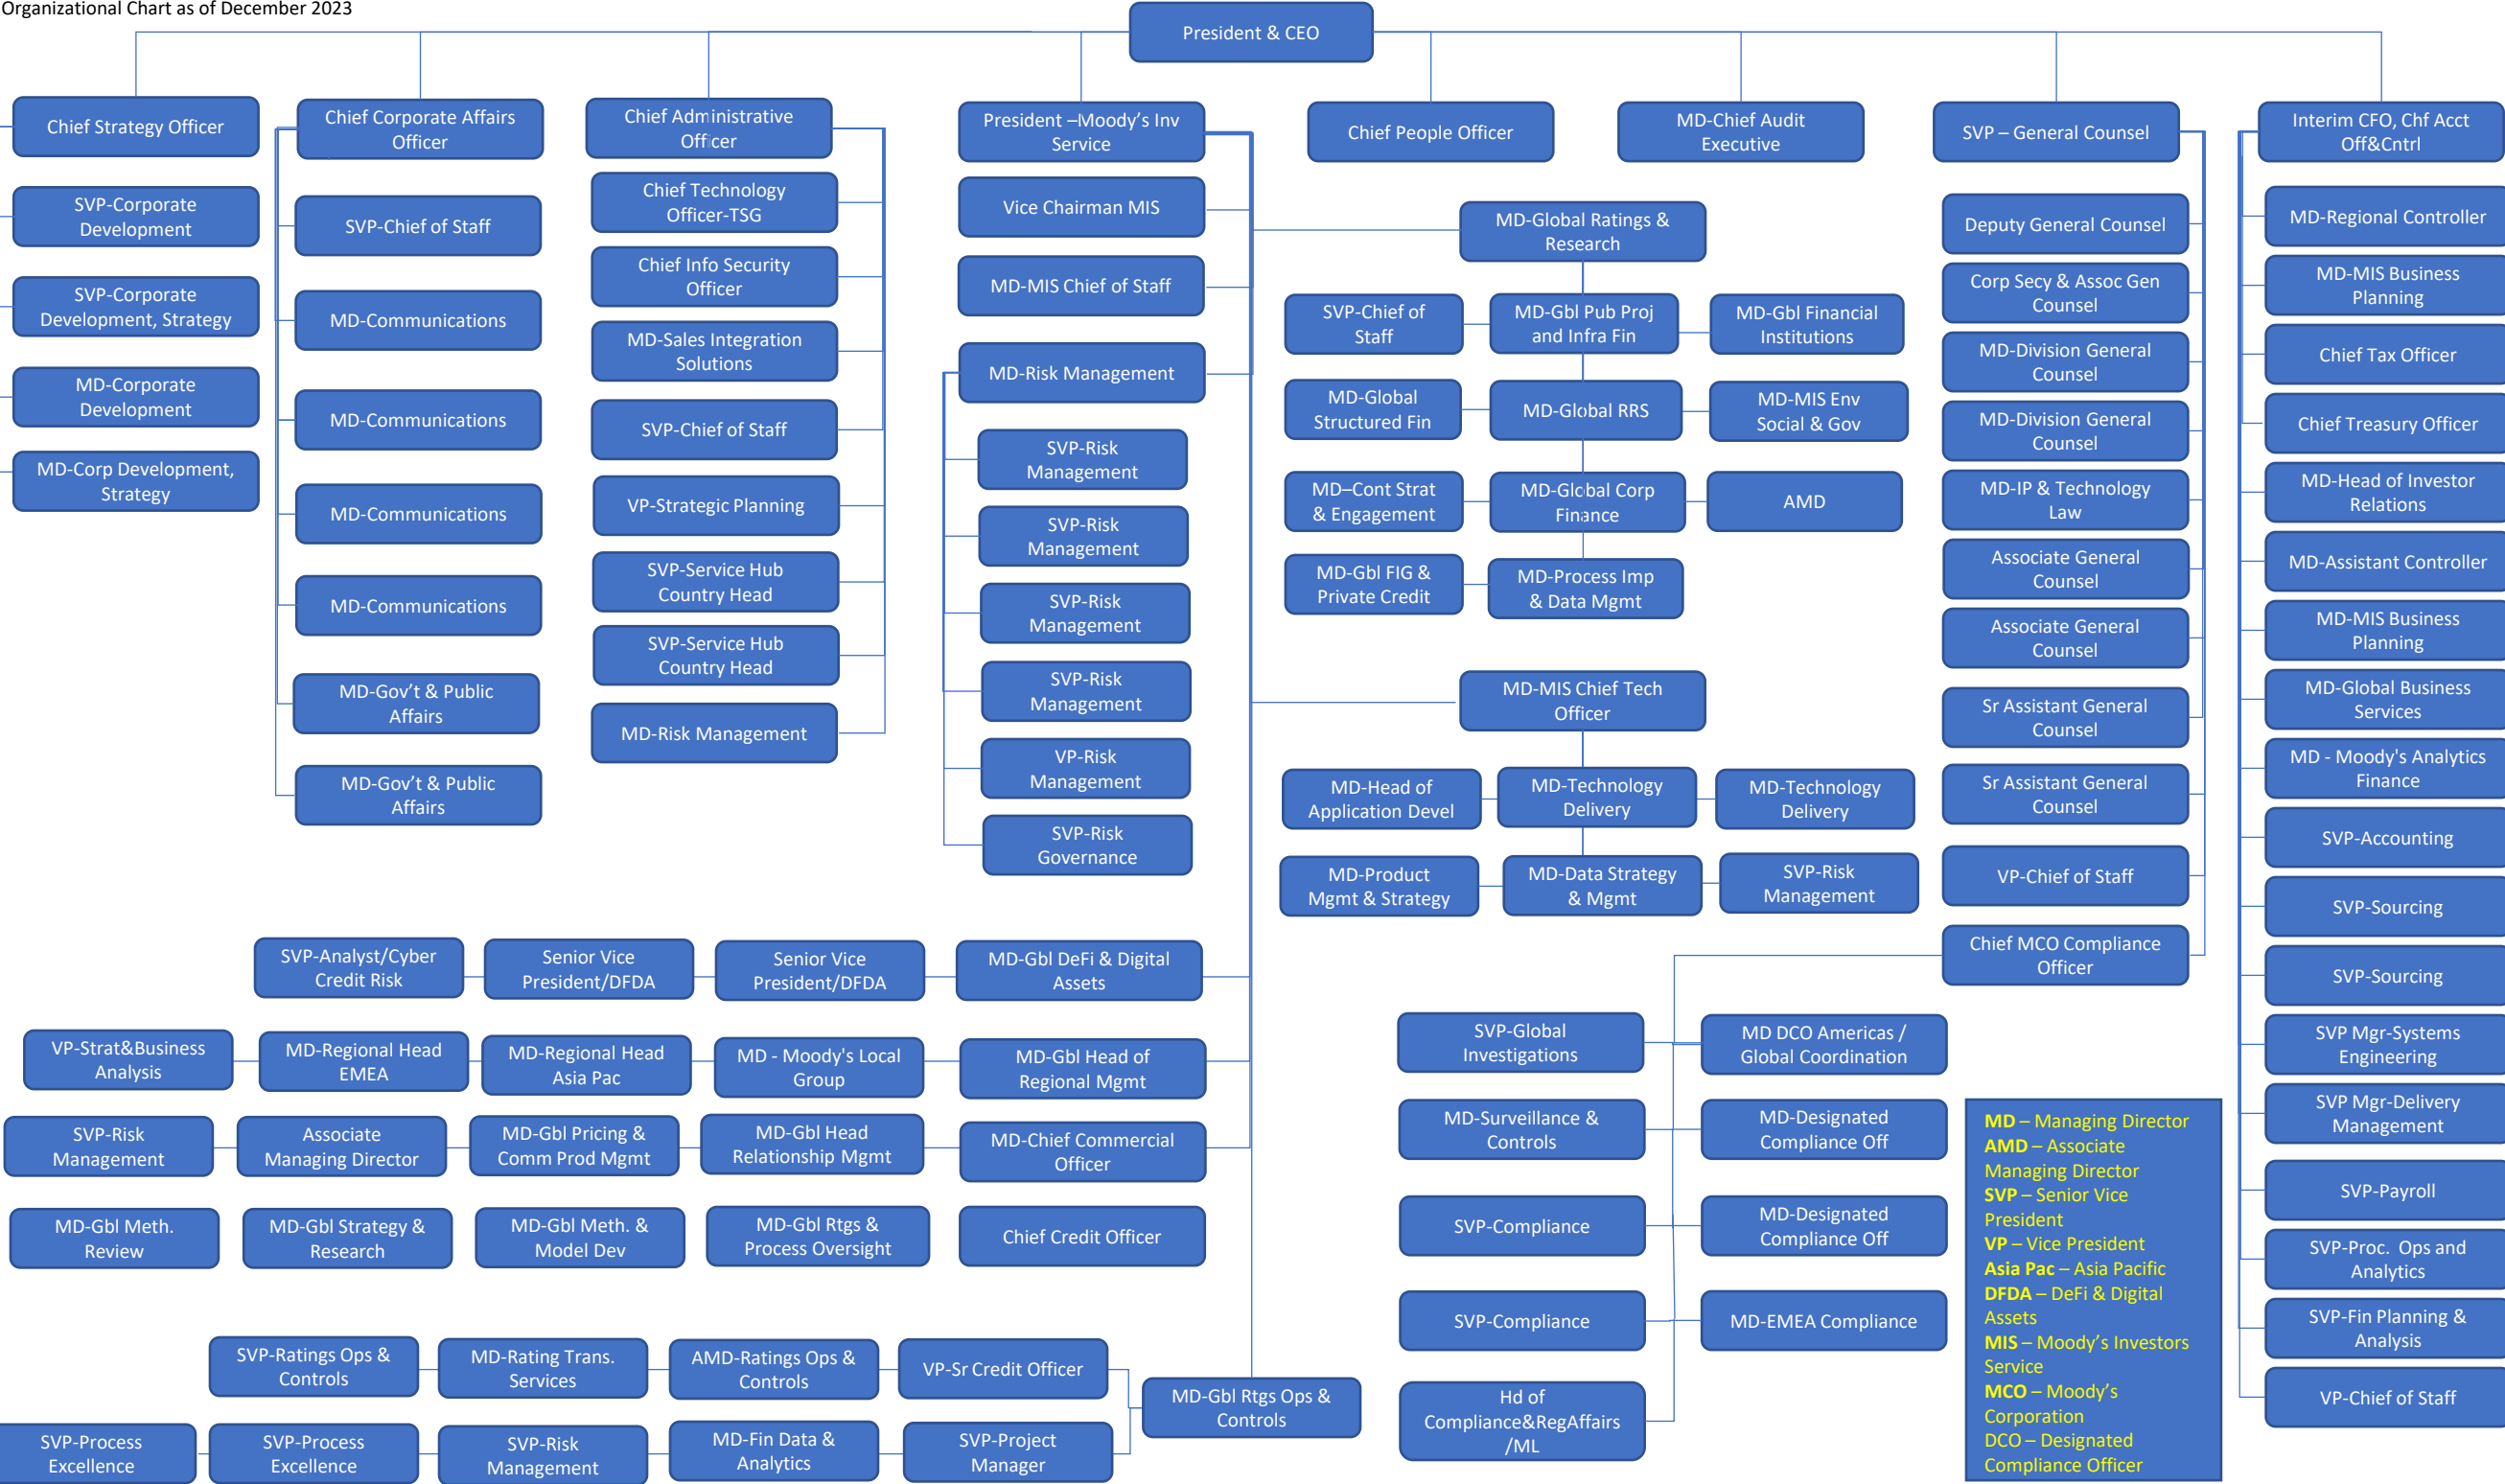 Organizational Chart as of December 2023
President & CEO
Chief Strategy Officer
SVP-Corporate
Development
SVP-Corporate
Development, Strategy
MD-Corporate
Development
MD-Corp Development,
Strategy
Chief Corporate Affairs
Officer
SVP-Chief of Staff
MD-Communications
MD-Communications
MD-Communications
MD-Communications
MD-Gov’t & Public
Affairs
MD-Gov’t & Public
Affairs
Chief Administrative
Officer
Chief Technology
Officer-TSG
Chief Info Security
Officer
MD-Sales Integration
Solutions
SVP-Chief of Staff
VP-Strategic Planning
SVP-Service Hub
Country Head
SVP-Service Hub
Country Head
MD-Risk Management
President –Moody’s Inv
Service
Vice Chairman MIS
MD-MIS Chief of Staff
MD-Risk Management
SVP-Risk
Management
SVP-Risk
Management
SVP-Risk
Management
SVP-Risk
Management
VP-Risk
Management
SVP-Risk
Governance
Chief People Officer
MD-Chief Audit
Executive
MD-Global Ratings &
Research
SVP-Chief of
Staff
MD-Gbl Pub Proj
and Infra Fin
MD-Gbl Financial
Institutions
MD-Global
Structured Fin
MD-Global RRS
MD-MIS Env
Social & Gov
MD–Cont Strat
& Engagement
MD-Global Corp
Finance
AMD
MD-Gbl FIG &
Private Credit
MD-Process Imp
& Data Mgmt
MD-MIS Chief Tech
Officer
MD-Head of
Application Devel
MD-Technology
Delivery
MD-Technology
Delivery
MD-Product
Mgmt & Strategy
MD-Data Strategy
& Mgmt
SVP-Risk
Management
SVP – General Counsel
Deputy General Counsel
Corp Secy & Assoc Gen
Counsel
MD-Division General
Counsel
MD-Division General
Counsel
MD-IP & Technology
Law
Associate General
Counsel
Associate General
Counsel
Sr Assistant General
Counsel
Sr Assistant General
Counsel
VP-Chief of Staff
Chief MCO Compliance
Officer
Interim CFO, Chf Acct
Off&Cntrl
MD-Regional Controller
MD-MIS Business
Planning
Chief Tax Officer
Chief Treasury Officer
MD-Head of Investor
Relations
MD-Assistant Controller
MD-MIS Business
Planning
MD-Global Business
Services
MD - Moody's Analytics
Finance
SVP-Accounting
SVP-Sourcing
SVP-Sourcing
SVP Mgr-Systems
Engineering
SVP Mgr-Delivery
Management
SVP-Payroll
SVP-Proc. Ops and
Analytics
SVP-Fin Planning &
Analysis
VP-Chief of Staff
SVP-Analyst/Cyber
Credit Risk
Senior Vice
President/DFDA
Senior Vice
President/DFDA
MD-Gbl DeFi & Digital
Assets
VP-Strat&Business
Analysis
MD-Regional Head
EMEA
MD-Regional Head
Asia Pac
MD - Moody's Local
Group
MD-Gbl Head of
Regional Mgmt
SVP-Risk
Management
Associate
Managing Director
MD-Gbl Pricing &
Comm Prod Mgmt
MD-Gbl Head
Relationship Mgmt
MD-Chief Commercial
Officer
MD-Gbl Meth.
Review
MD-Gbl Strategy &
Research
MD-Gbl Meth. &
Model Dev
MD-Gbl Rtgs &
Process Oversight
Chief Credit Officer
SVP-Ratings Ops &
Controls
MD-Rating Trans.
Services
AMD-Ratings Ops &
Controls
VP-Sr Credit Officer
MD-Gbl Rtgs Ops &
Controls
SVP-Process
Excellence
SVP-Process
Excellence
SVP-Risk
Management
MD-Fin Data &
Analytics
SVP-Project
Manager
SVP-Global
Investigations
MD DCO Americas /
Global Coordination
MD-Surveillance &
Controls
MD-Designated
Compliance Off
SVP-Compliance
MD-Designated
Compliance Off
SVP-Compliance
MD-EMEA Compliance
Hd of
Compliance&RegAffairs
/ML
MD – Managing Director
AMD – Associate
Managing Director
SVP – Senior Vice
President
VP – Vice President
Asia Pac – Asia Pacific
DFDA – DeFi & Digital
Assets
MIS – Moody’s Investors
Service
MCO – Moody’s
Corporation
DCO – Designated
Compliance Officer